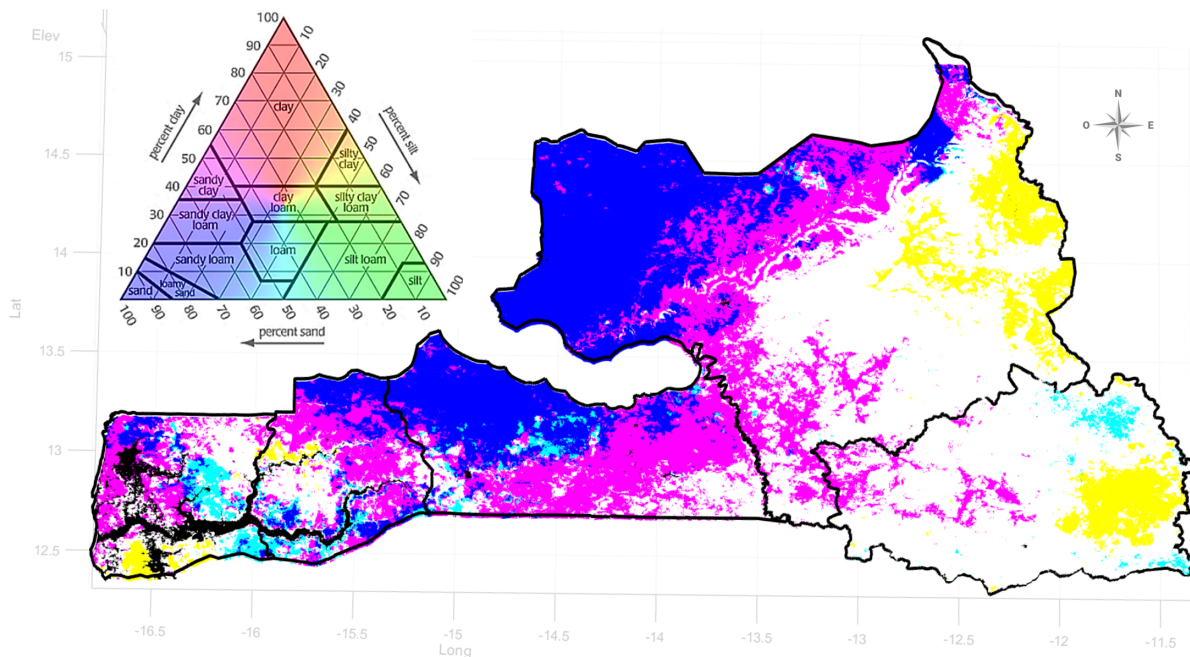 Elev
15
14.5
14
13.5
13
12.5
Lat
-16.5
-16
-15.5
-15
-14.5
-14
-13.5
-13
-12.5
-12
-11.5
Long
100
90
80
70
60
50
40
30
20
10
percent clay
10
20
30
40
50
60
70
80
90
100
percent silt
100
90
80
70
60
50
40
30
20
10
percent sand
clay
silty
clay
sandy
clay
clay
loam
silty clay
loam
sandy clay
loam
loam
sandy loam
silt loam
sand
loamy
sand
silt
N
O
E
S